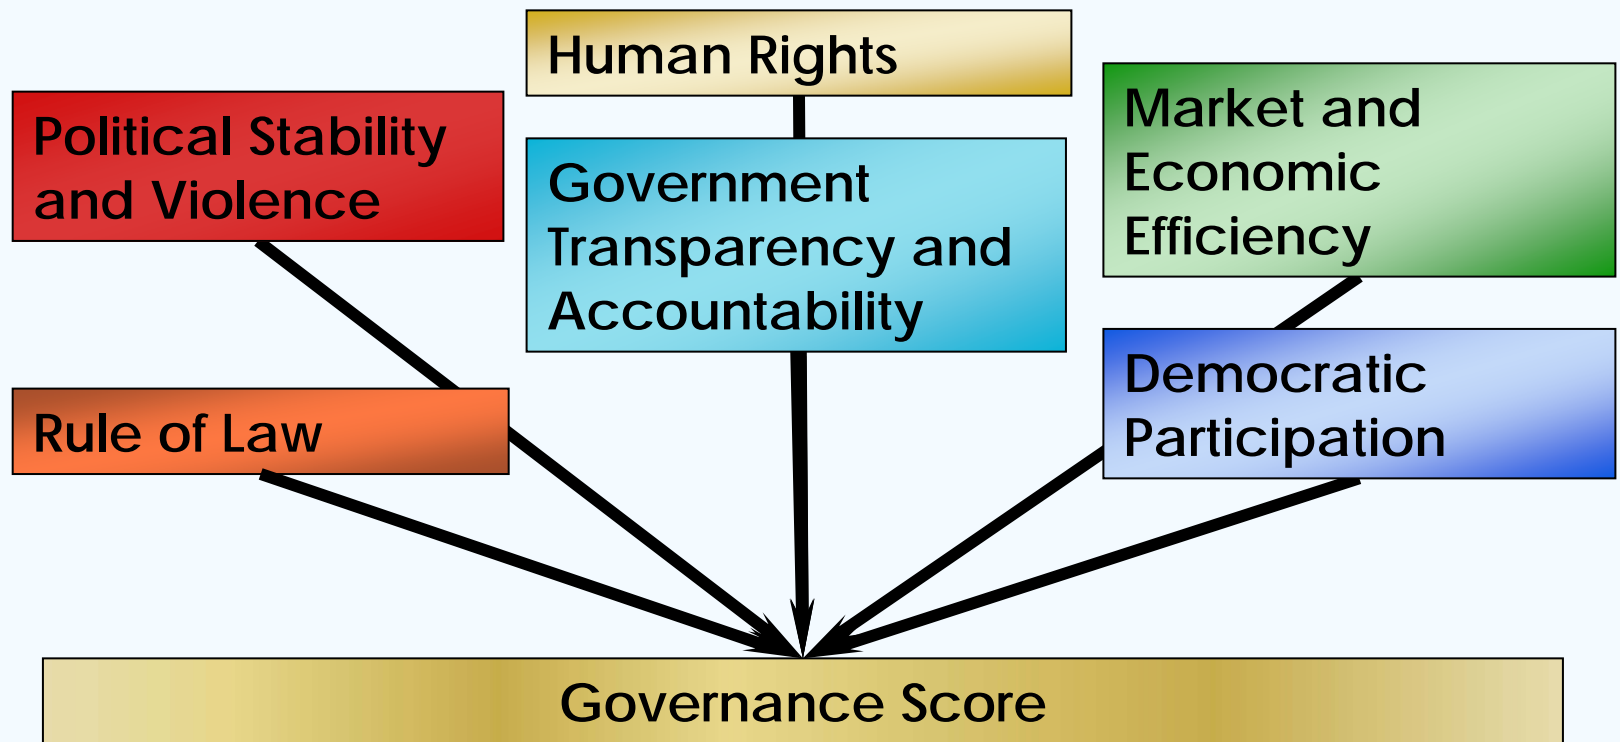 Human Rights
Political Stability
and Violence
Market and
Economic
Efficiency
Government
Transparency and
Accountability
Rule of Law
Democratic
Participation
Governance Score